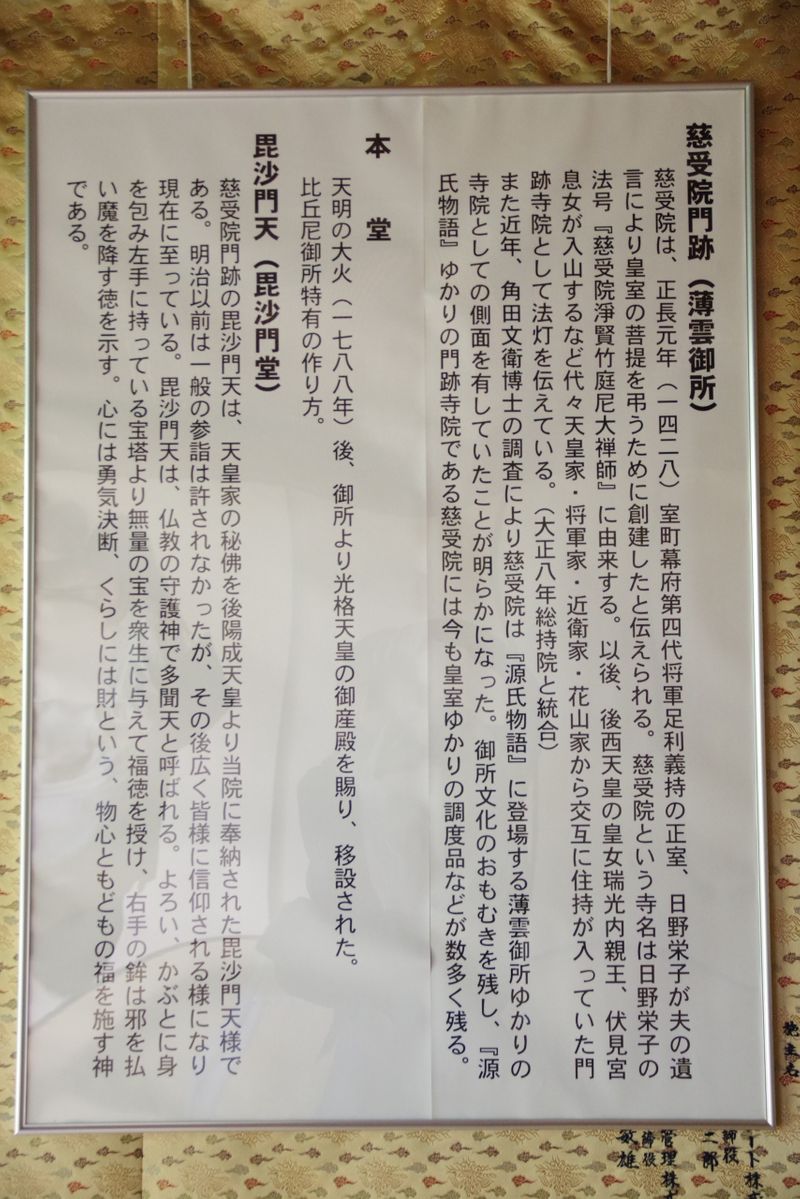 慈受院門跡（薄雲御所）
慈受院は、正長元年（一四二八）室町幕府第四代将軍足利義持の正室、日野栄子が夫の遺
言により皇室の菩提を弔うために創建したと伝えられる。慈受院という寺名は日野栄子の
法号『慈受院淨賢竹庭尼大禅師』に由来する。以後、後西天皇の皇女瑞光内親王、伏見宮
息女が入山するなど代々天皇家・将軍家・近衛家・花山家から交互に住持が入っていた門
跡寺院として法灯を伝えている。（大正八年総持院と統合）
また近年、角田文衛博士の調査により慈受院は『源氏物語』に登場する薄雲御所ゆかりの
寺院としての側面を有していたことが明らかになった。御所文化のおもむきを残し、『源
氏物語』ゆかりの門跡寺院である慈受院には今も皇室ゆかりの調度品などが数多く残る。
本堂
天明の大火（一七八八年）後、御所より光格天皇の御産殿を賜り、移設された。
比丘尼御所特有の作り方。
毘沙門天（毘沙門堂）
慈受院門跡の毘沙門天は、天皇家の秘佛を後陽成天皇より当院に奉納された毘沙門天様で
ある。明治以前は一般の参詣は許されなかったが、その後広く皆様に信仰される様になり
現在に至っている。毘沙門天は、仏教の守護神で多聞天と呼ばれる。よろい、かぶとに身
を包み左手に持っている宝塔より無量の宝を衆生に与えて福徳を授け、右手の鉾は邪を払
い魔を降す徳を示す。心には勇気決断、くらしには財という、物心ともどもの福を施す神
である。
施主名
締役
二郎
管理株
締役
敏雄